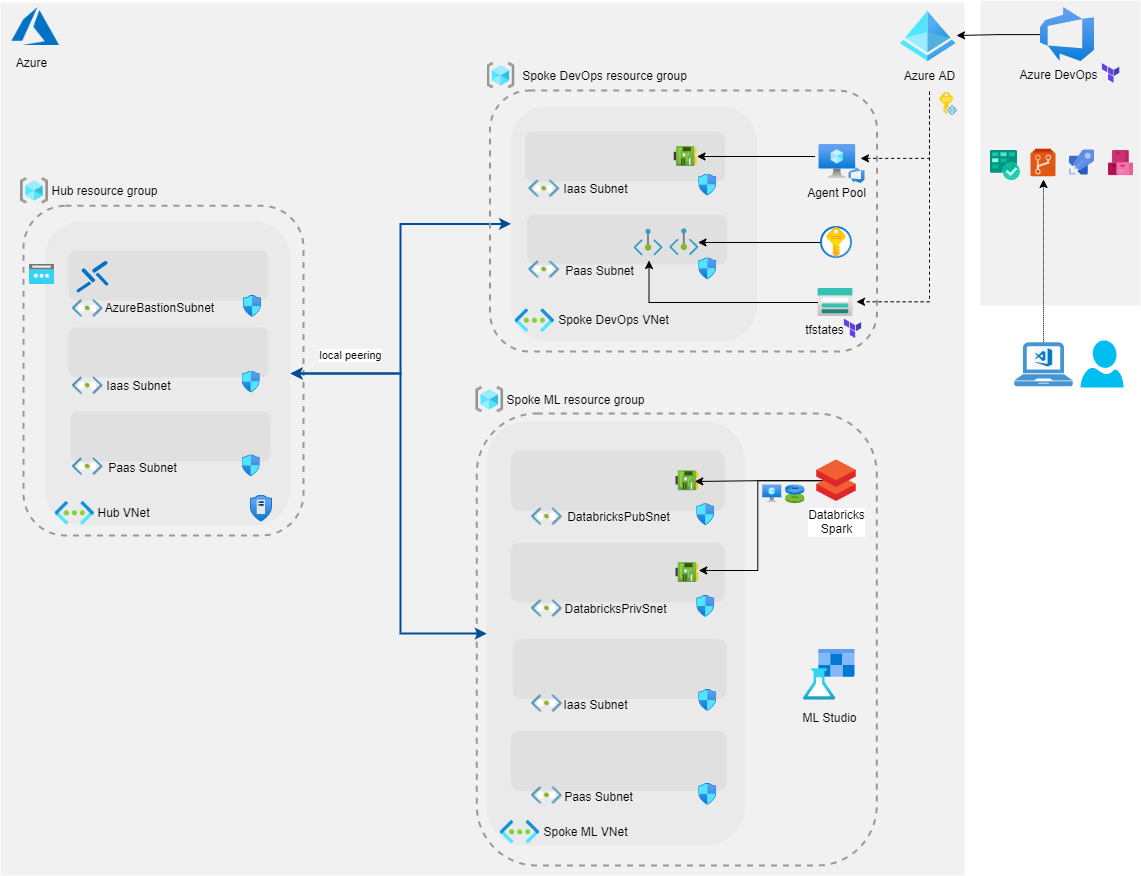 Azure
Azure AD
Azure DevOps
Spoke DevOps resource group
Iaas Subnet
Agent Pool
Hub resource group
Paas Subnet
AzureBastionSubnet
Spoke DevOps VNet
tfstates
local peering
Iaas Subnet
Spoke ML resource group
Paas Subnet
Hub VNet
DatabricksPubSnet
Databricks
Spark
DatabricksPrivSnet
Iaas Subnet
ML Studio
Paas Subnet
Spoke ML VNet